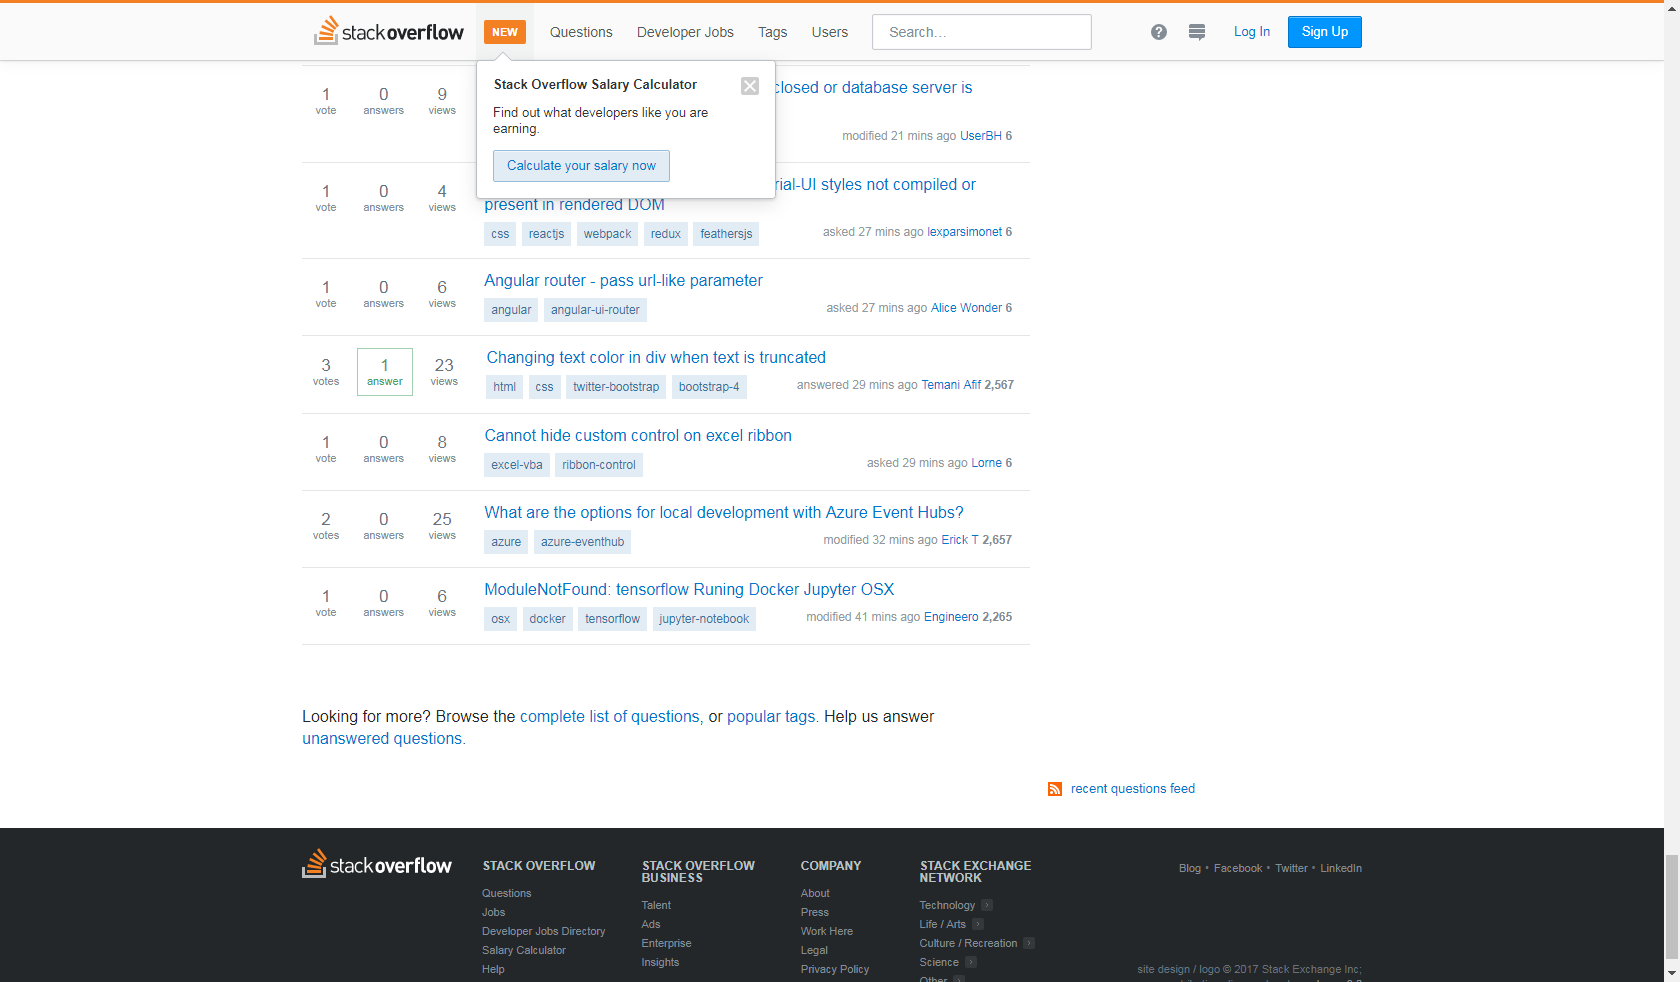 stackoverflow NEW Questions Developer Jobs Tags Users Search... ? Log In Sign Up
Stack Overflow Salary Calculator
Find out what developers like you are
earning.
Calculate your salary now
1 0 9 closed or database server is
vote answers views
modified 21 mins ago UserBH 6
1 0 4 rial-UI styles not compiled or
vote answers views present in rendered DOM
css reactjs webpack redux feathersjs asked 27 mins ago lexparsimonet 6
1 0 6 Angular router - pass url-like parameter
vote answers views
angular angular-ui-router asked 27 mins ago Alice Wonder 6
3 1 23 Changing text color in div when text is truncated
votes answer views
html css twitter-bootstrap bootstrap-4 answered 29 mins ago Temani Afif 2,567
1 0 8 Cannot hide custom control on excel ribbon
vote answers views
excel-vba ribbon-control asked 29 mins ago Lorne 6
2 0 25 What are the options for local development with Azure Event Hubs?
votes answers views
azure azure-eventhub modified 32 mins ago Erick T 2,657
1 0 6 ModuleNotFound: tensorflow Runing Docker Jupyter OSX
vote answers views
osx docker tensorflow jupyter-notebook modified 41 mins ago Engineero 2,265
Looking for more? Browse the complete list of questions, or popular tags. Help us answer
unanswered questions.
recent questions feed
stackoverflow
STACK OVERFLOW
Questions
Jobs
Developer Jobs Directory
Salary Calculator
Help
STACK OVERFLOW
BUSINESS
Talent
Ads
Enterprise
Insights
COMPANY
About
Press
Work Here
Legal
Privacy Policy
STACK EXCHANGE
NETWORK
Technology
Life / Arts
Culture / Recreation
Science
Other
Blog • Facebook • Twitter • LinkedIn
site design / logo © 2017 Stack Exchange Inc;